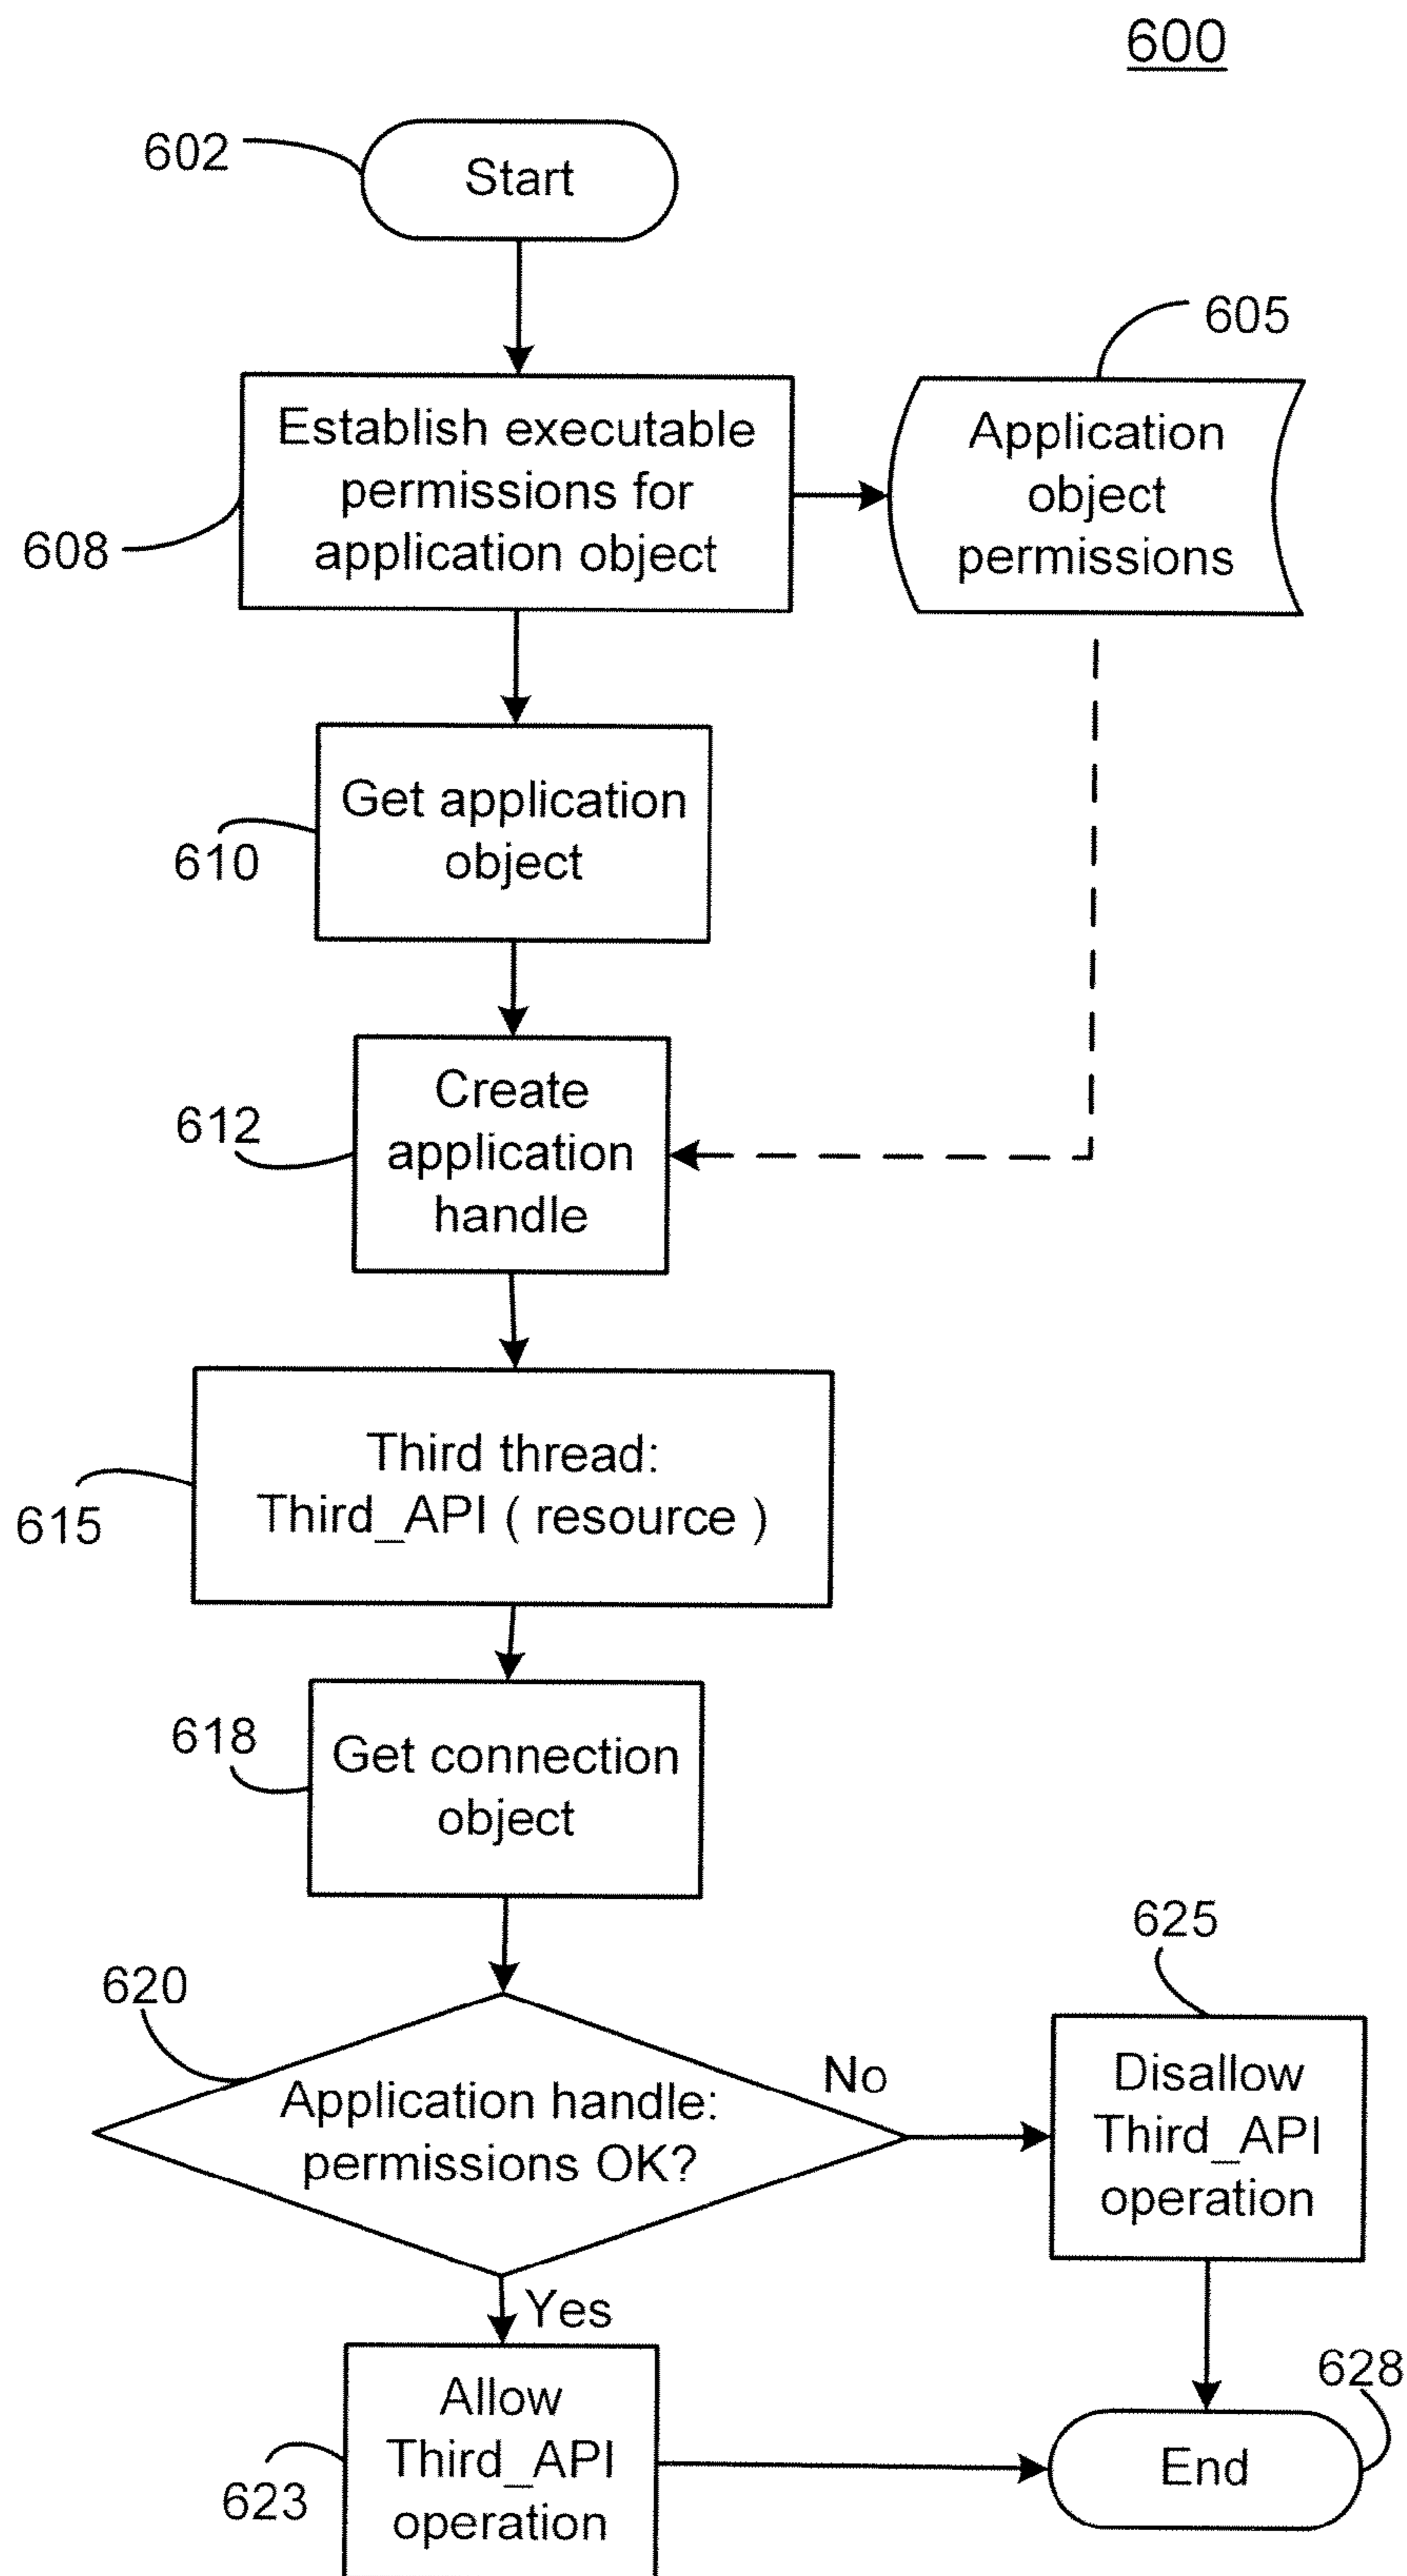 600
602
Start
605
Establish executable
permissions for
application object
608
Application
object
permissions
Get application
object
610
Create
application
handle
612
Third thread:
Third_API ( resource )
615
618
Get connection
object
620
Application handle:
permissions OK?
No
625
Disallow
Third_API
operation
Yes
Allow
Third_API
operation
623
628
End